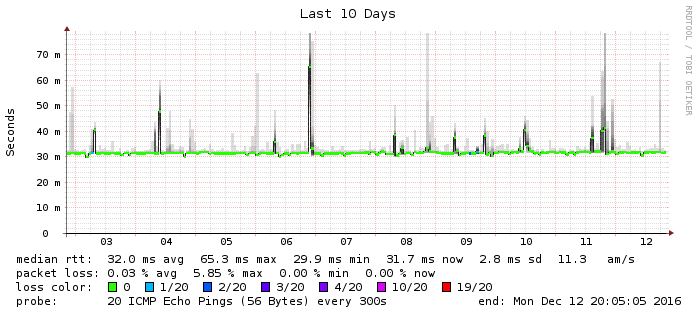 Last 10 Days
RRDTOOL / TOBI OETIKER
Seconds
70 m
60 m
50 m
40 m
30 m
20 m
10 m
0
03 04 05 06 07 08 09 10 11 12
median rtt: 32.0 ms avg 65.3 ms max 29.9 ms min 31.7 ms now 2.8 ms sd 11.3 am/s
packet loss: 0.03 % avg 5.85 % max 0.00 % min 0.00 % now
loss color: 0 1/20 2/20 3/20 4/20 10/20 19/20
probe: 20 ICMP Echo Pings (56 Bytes) every 300s end: Mon Dec 12 20:05:05 2016